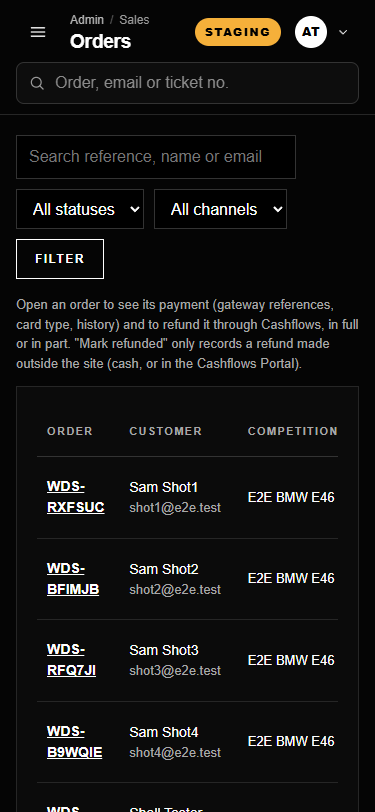 Admin / Sales
Orders
STAGING
AT
Order, email or ticket no.
Search reference, name or email
All statuses
All channels
FILTER
Open an order to see its payment (gateway references,
card type, history) and to refund it through Cashflows, in full
or in part. "Mark refunded" only records a refund made
outside the site (cash, or in the Cashflows Portal).
ORDER CUSTOMER COMPETITION
WDS-
RXFSUC
Sam Shot1
shot1@e2e.test
E2E BMW E46
WDS-
BFIMJB
Sam Shot2
shot2@e2e.test
E2E BMW E46
WDS-
RFQ7JI
Sam Shot3
shot3@e2e.test
E2E BMW E46
WDS-
B9WQIE
Sam Shot4
shot4@e2e.test
E2E BMW E46
WDS-
Shell Tester